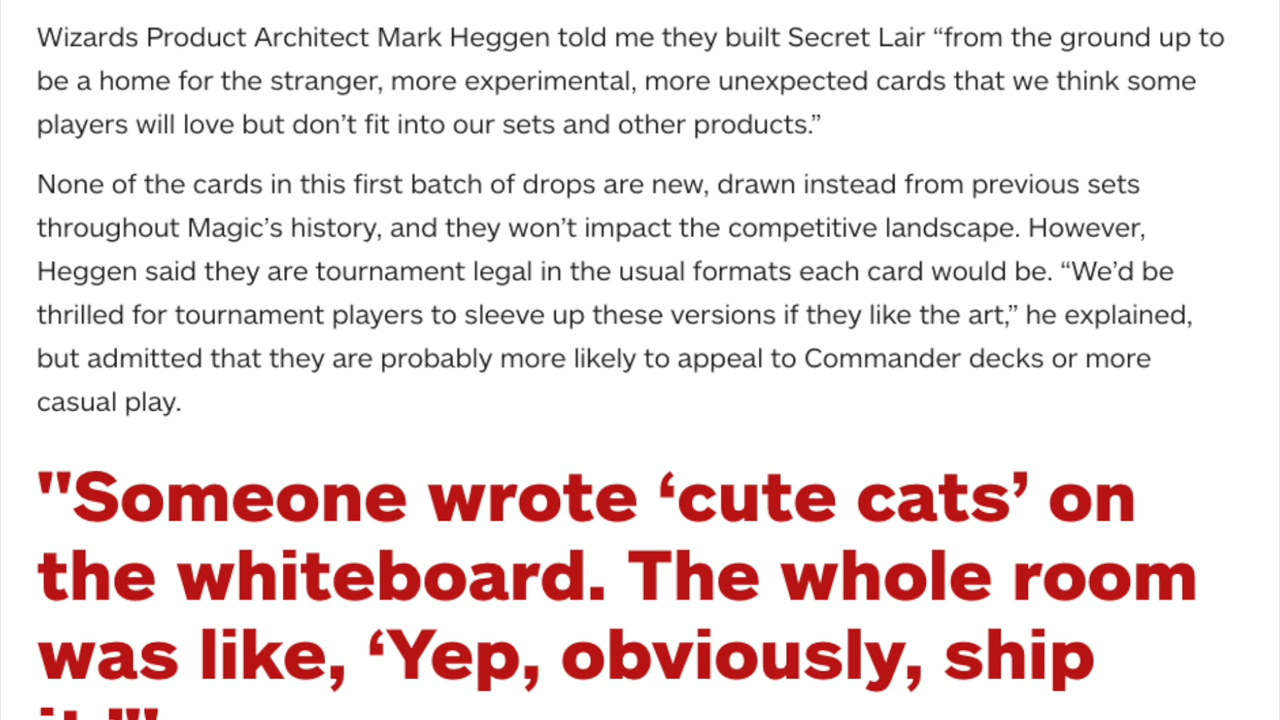 Wizards Product Architect Mark Heggen told me they built Secret Lair “from the ground up to
be a home for the stranger, more experimental, more unexpected cards that we think some
players will love but don’t fit into our sets and other products.”
None of the cards in this first batch of drops are new, drawn instead from previous sets
throughout Magic’s history, and they won’t impact the competitive landscape. However,
Heggen said they are tournament legal in the usual formats each card would be. “We’d be
thrilled for tournament players to sleeve up these versions if they like the art,” he explained,
but admitted that they are probably more likely to appeal to Commander decks or more
casual play.
"Someone wrote ‘cute cats’ on
the whiteboard. The whole room
was like, ‘Yep, obviously, ship